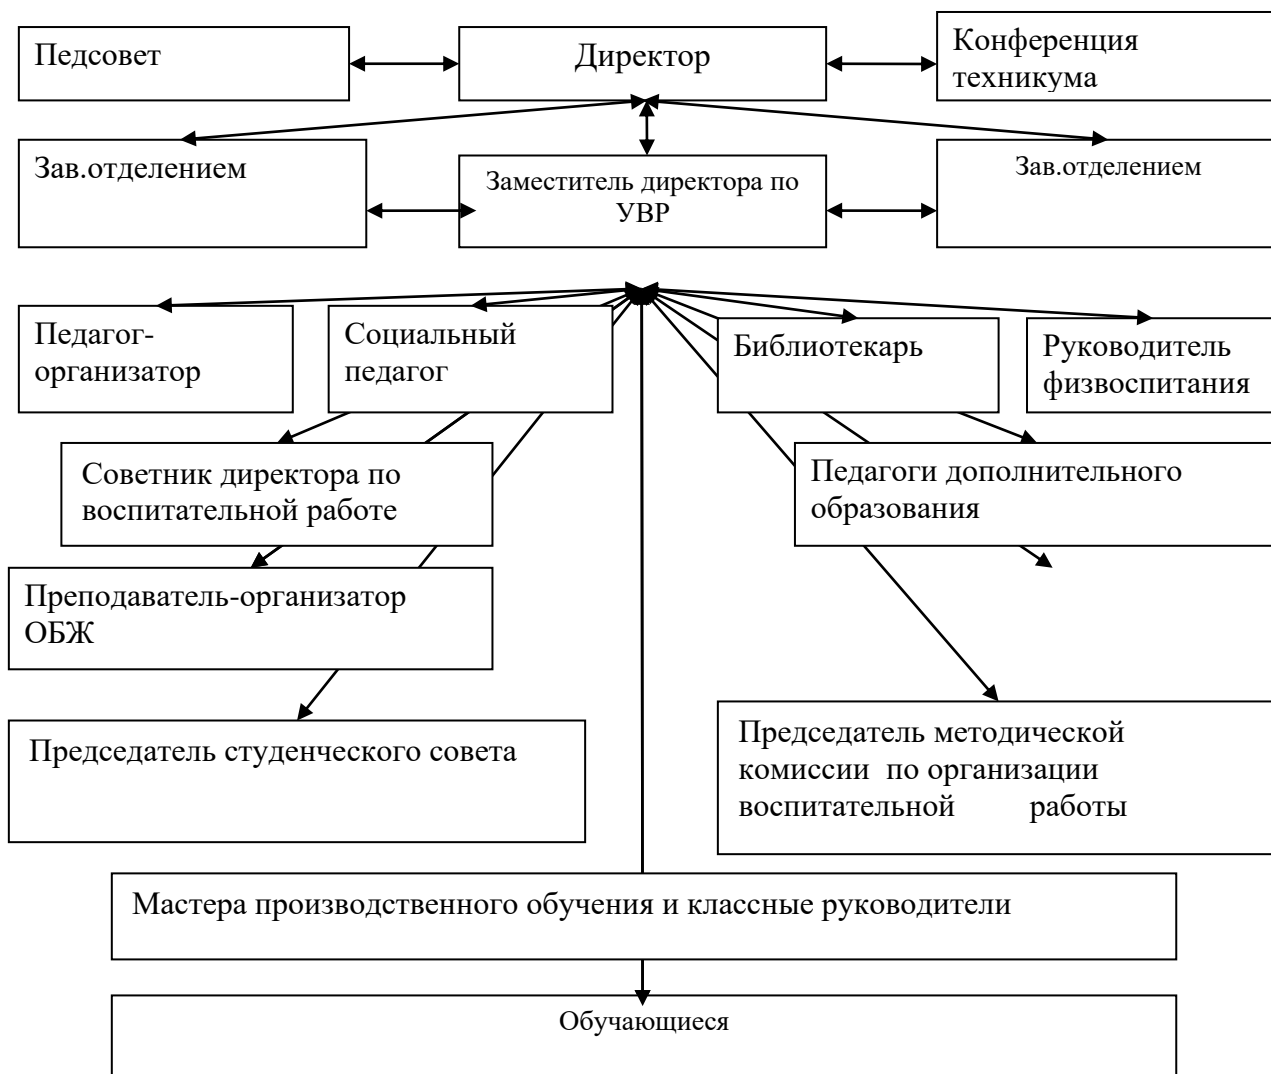 Педсовет
Директор
Конференция
техникума
Зав.отделением
Заместитель директора по
УВР
Зав.отделением
Педагог-
организатор
Социальный
педагог
Библиотекарь
Руководитель
физвоспитания
Советник директора по
воспитательной работе
Педагоги дополнительного
образования
Преподаватель-организатор
ОБЖ
Председатель студенческого совета
Председатель методической
комиссии по организации
воспитательной работы
Мастера производственного обучения и классные руководители
Обучающиеся